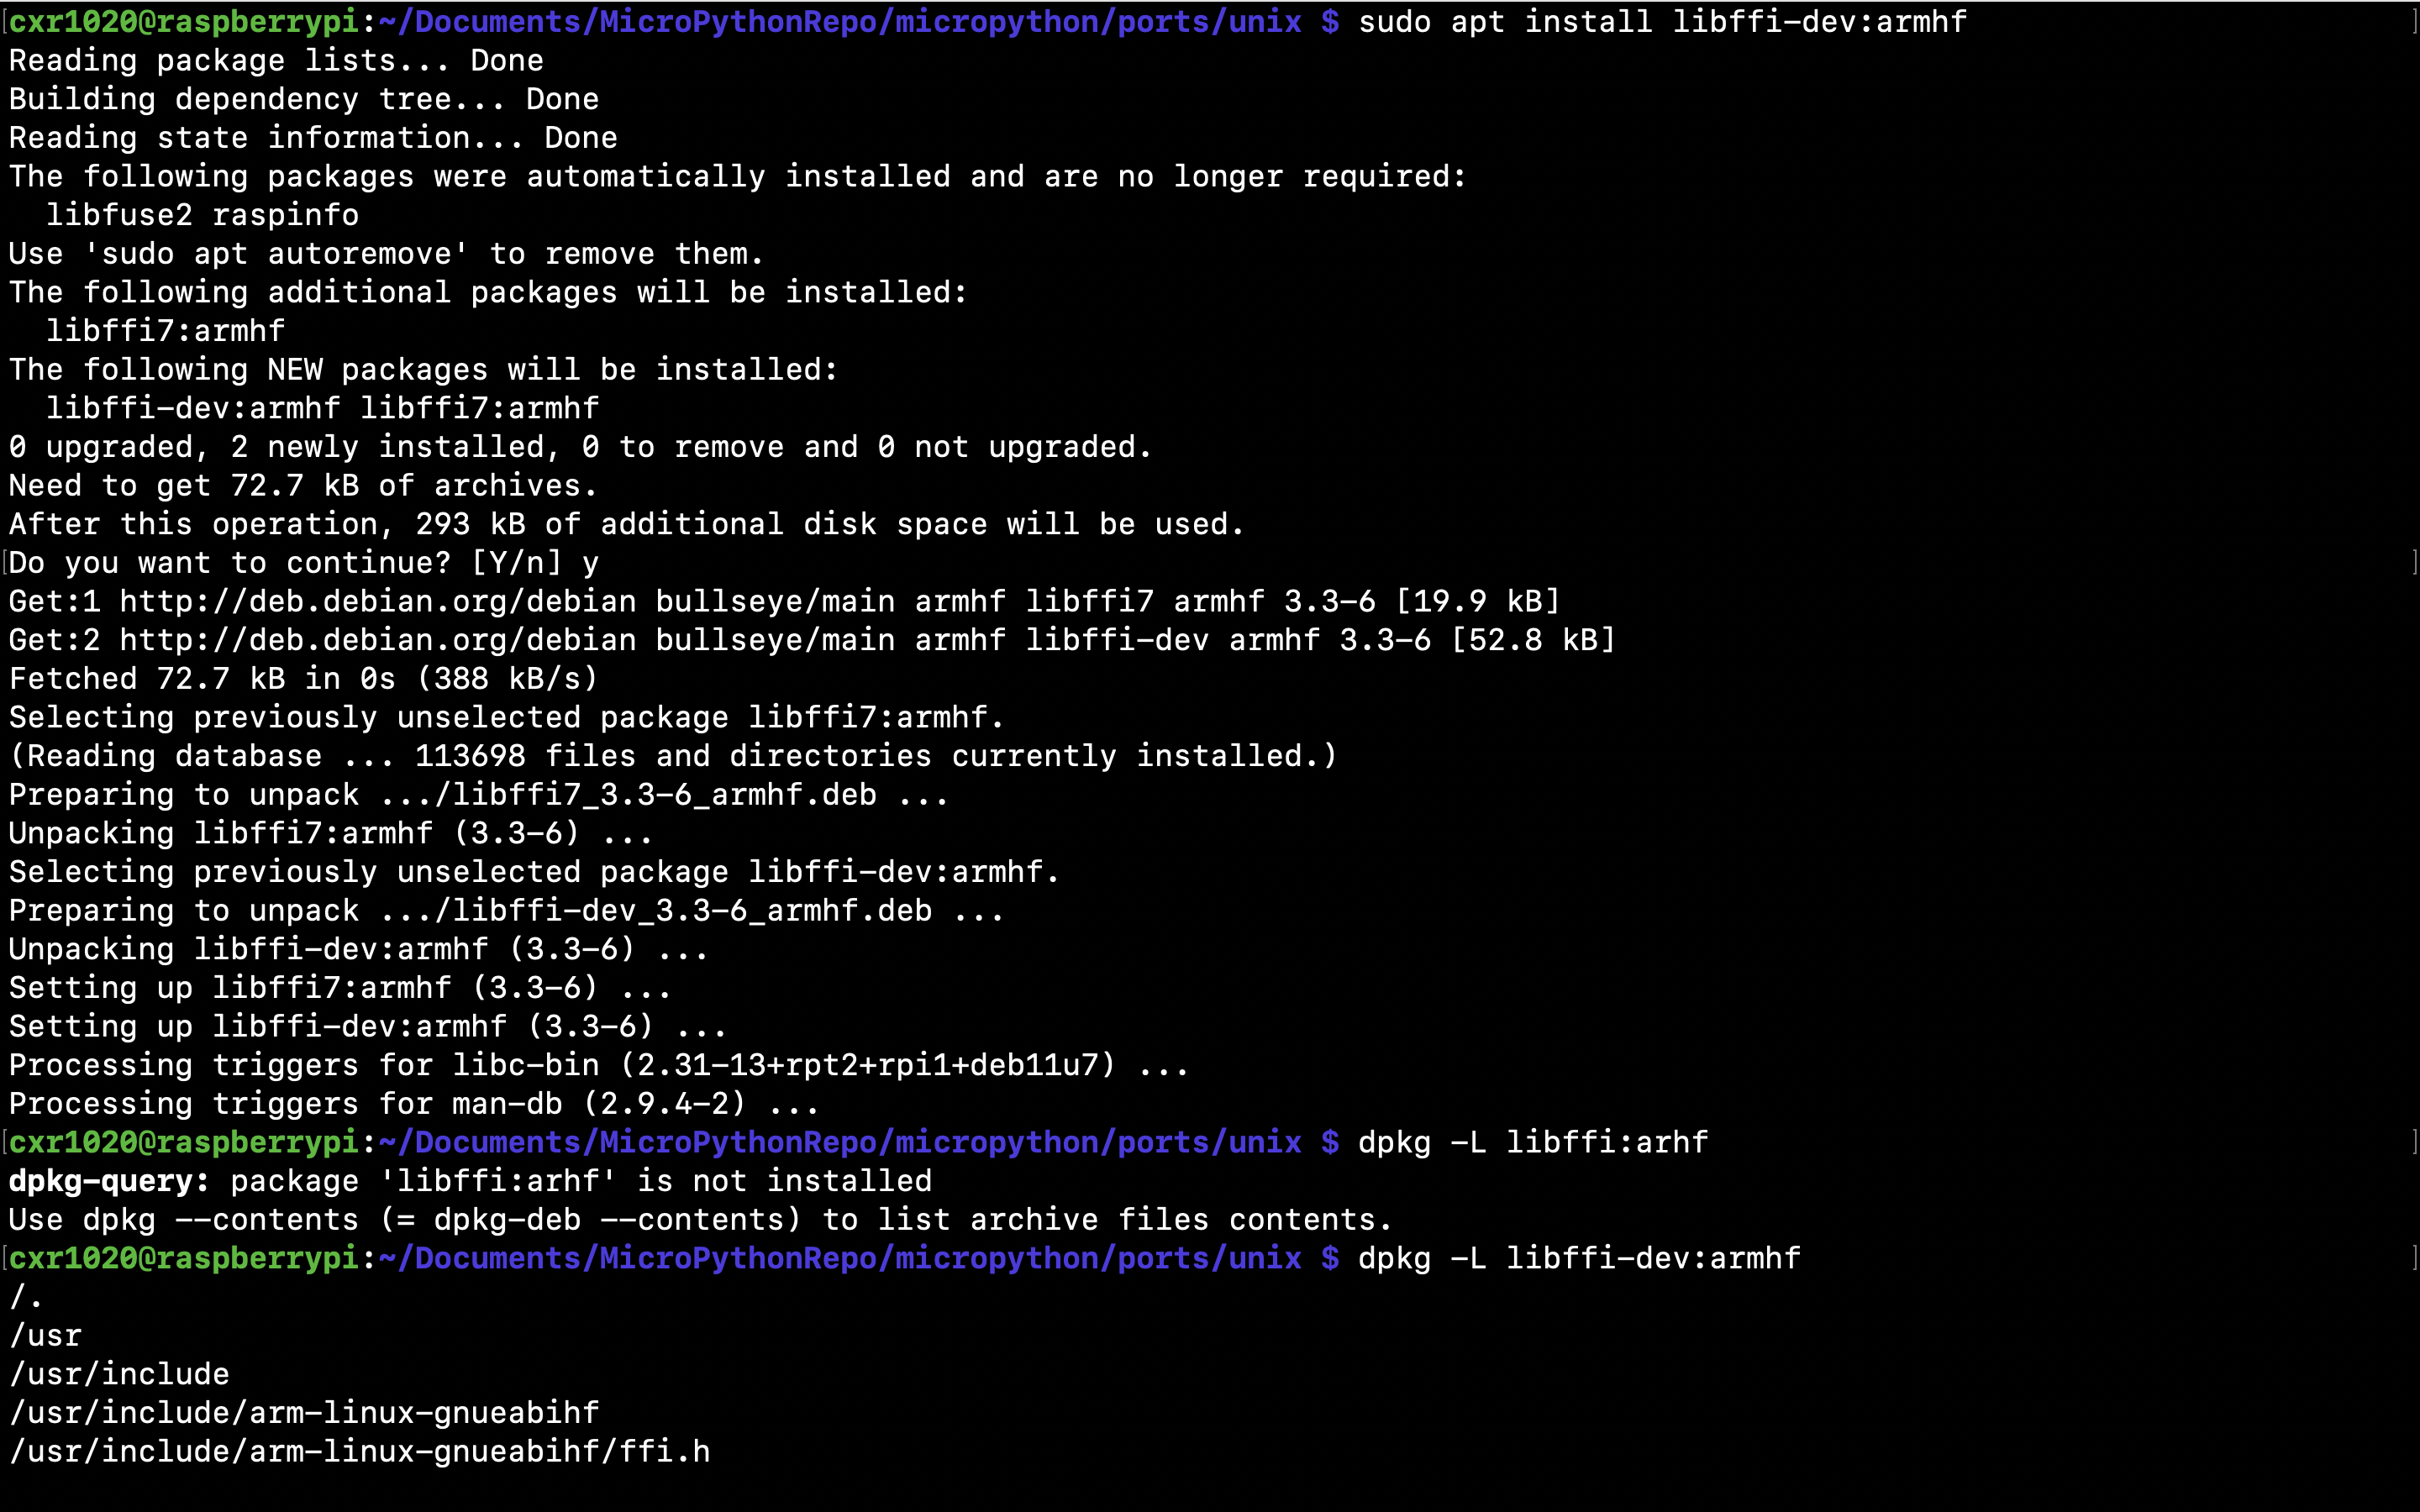 [cxr1020@raspberrypi:~/Documents/MicroPythonRepo/micropython/ports/unix $ sudo apt install libffi-dev:armhf ]
Reading package lists... Done
Building dependency tree... Done
Reading state information... Done
The following packages were automatically installed and are no longer required:
  libfuse2 raspinfo
Use 'sudo apt autoremove' to remove them.
The following additional packages will be installed:
  libffi7:armhf
The following NEW packages will be installed:
  libffi-dev:armhf libffi7:armhf
0 upgraded, 2 newly installed, 0 to remove and 0 not upgraded.
Need to get 72.7 kB of archives.
After this operation, 293 kB of additional disk space will be used.
[Do you want to continue? [Y/n] y ]
Get:1 http://deb.debian.org/debian bullseye/main armhf libffi7 armhf 3.3-6 [19.9 kB]
Get:2 http://deb.debian.org/debian bullseye/main armhf libffi-dev armhf 3.3-6 [52.8 kB]
Fetched 72.7 kB in 0s (388 kB/s)
Selecting previously unselected package libffi7:armhf.
(Reading database ... 113698 files and directories currently installed.)
Preparing to unpack .../libffi7_3.3-6_armhf.deb ...
Unpacking libffi7:armhf (3.3-6) ...
Selecting previously unselected package libffi-dev:armhf.
Preparing to unpack .../libffi-dev_3.3-6_armhf.deb ...
Unpacking libffi-dev:armhf (3.3-6) ...
Setting up libffi7:armhf (3.3-6) ...
Setting up libffi-dev:armhf (3.3-6) ...
Processing triggers for libc-bin (2.31-13+rpt2+rpi1+deb11u7) ...
Processing triggers for man-db (2.9.4-2) ...
[cxr1020@raspberrypi:~/Documents/MicroPythonRepo/micropython/ports/unix $ dpkg -L libffi:arhf ]
dpkg-query: package 'libffi:arhf' is not installed
Use dpkg --contents (= dpkg-deb --contents) to list archive files contents.
[cxr1020@raspberrypi:~/Documents/MicroPythonRepo/micropython/ports/unix $ dpkg -L libffi-dev:armhf ]
/.
/usr
/usr/include
/usr/include/arm-linux-gnueabihf
/usr/include/arm-linux-gnueabihf/ffi.h